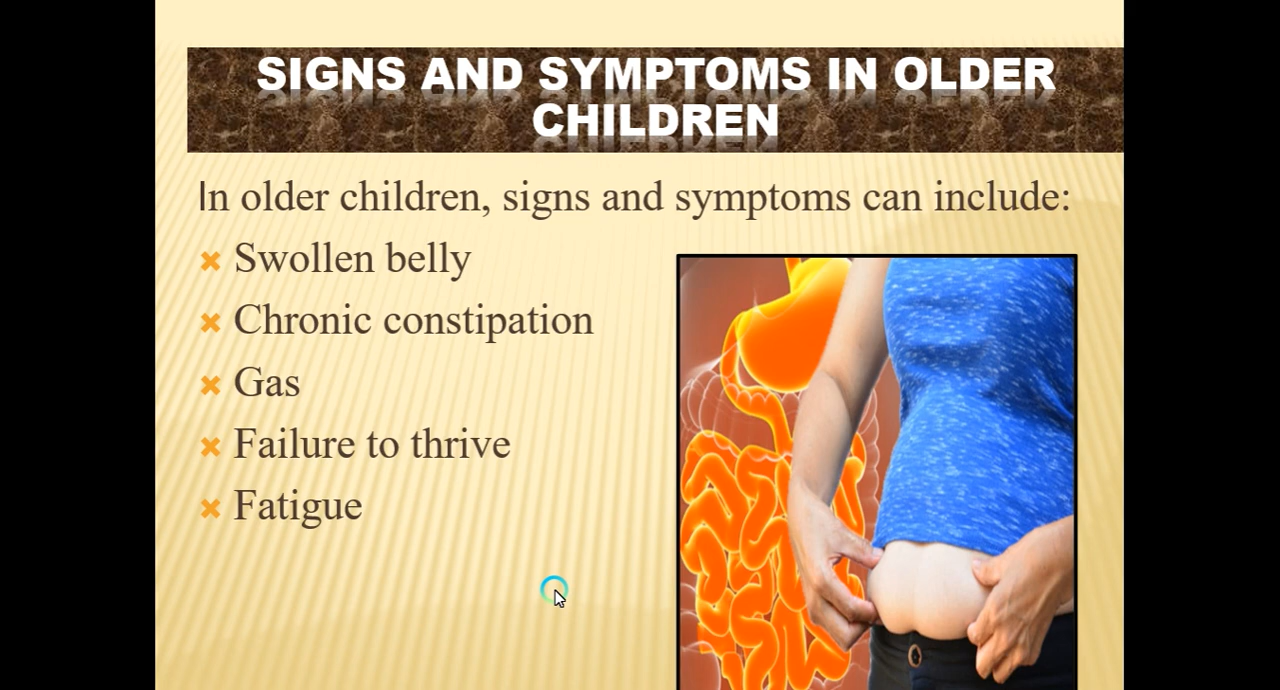 SIGNS AND SYMPTOMS IN OLDER
CHILDREN
In older children, signs and symptoms can include:
Swollen belly
Chronic constipation
Gas
Failure to thrive
Fatigue